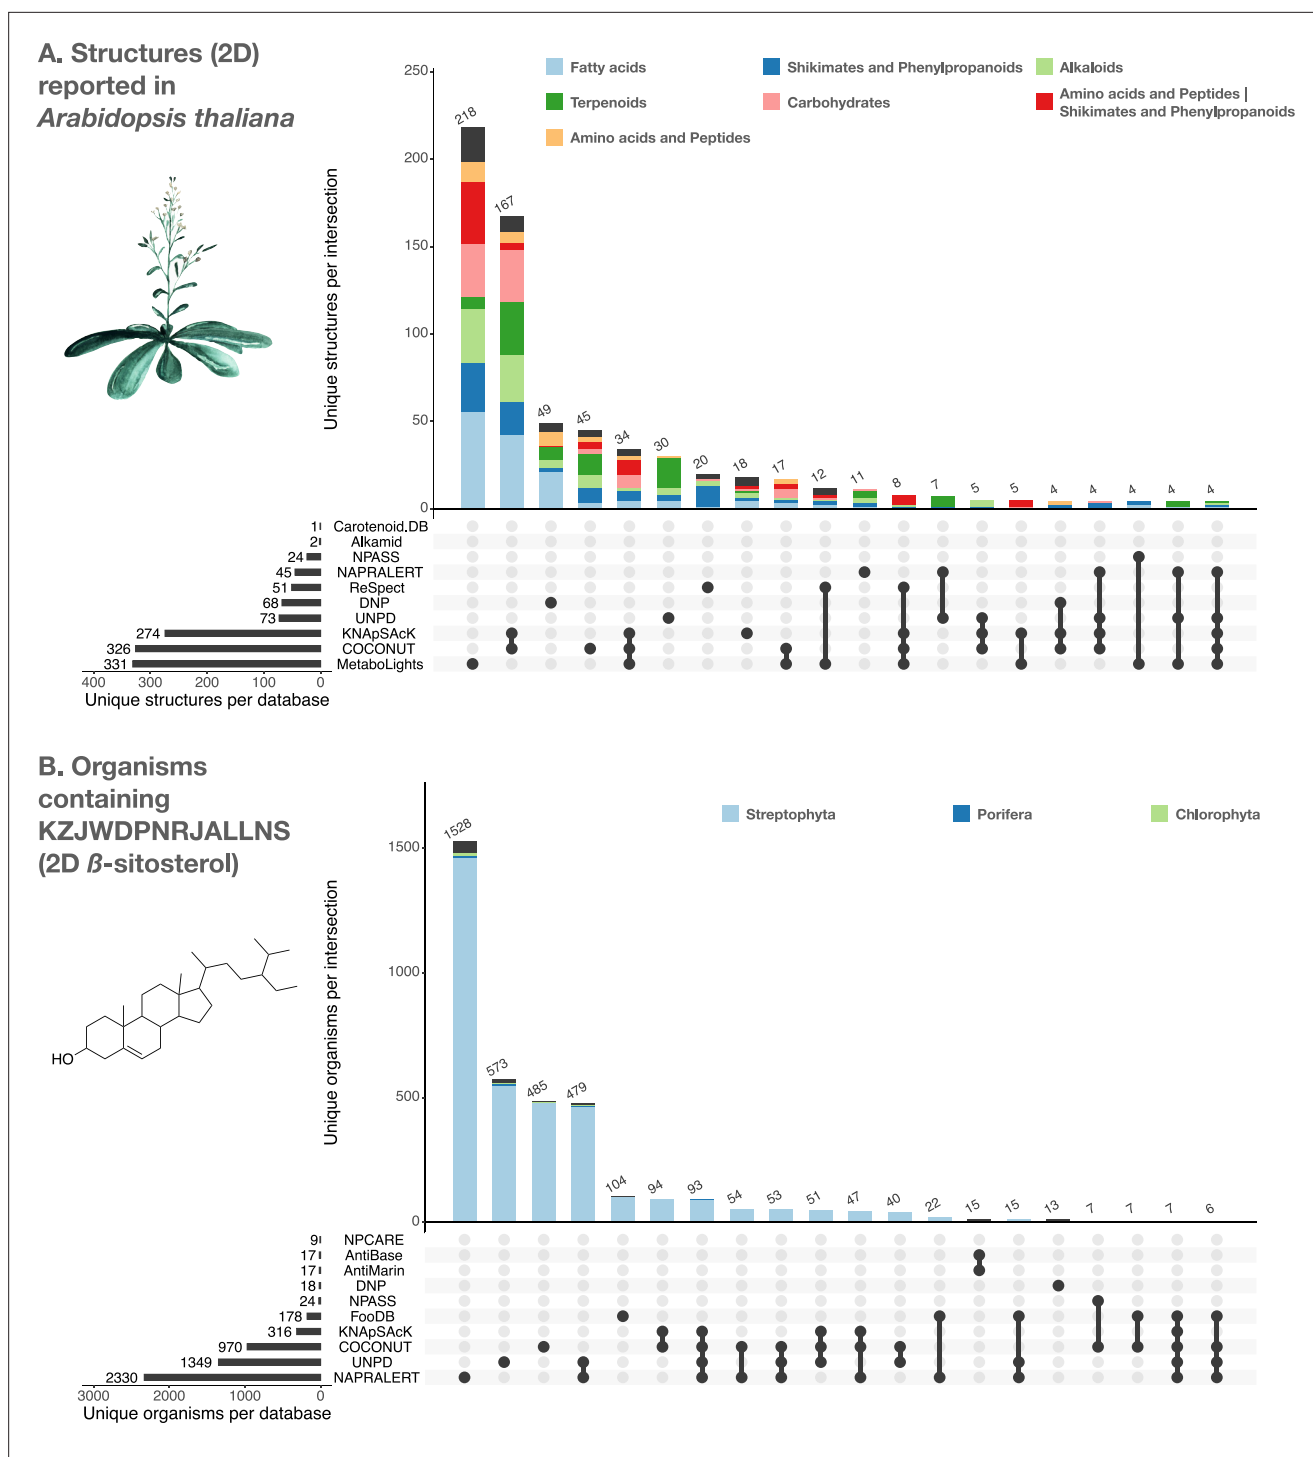 A. Structures (2D)
reported in
Arabidopsis thaliana
Fatty acids
Shikimates and Phenylpropanoids
Alkaloids
Terpenoids
Carbohydrates
Amino acids and Peptides |
Shikimates and Phenylpropanoids
Amino acids and Peptides
Unique structures per intersection
250
200
150
100
50
0
218
167
49
45
34
30
20
18
17
12
11
8
7
5
5
4
4
4
4
4
1 Carotenoid.DB
2 Alkamid
24 NPASS
45 NAPRALERT
51 ReSpect
68 DNP
73 UNPD
274 KNApSAcK
326 COCONUT
331 MetaboLights
400 300 200 100 0
Unique structures per database
B. Organisms
containing
KZJWDPNRJALLNS
(2D ß-sitosterol)
Streptophyta
Porifera
Chlorophyta
HO
Unique organisms per intersection
1500
1000
500
0
1528
573
485
479
104
94
93
54
53
51
47
40
22
15
15
13
7
7
7
6
9 NPCARE
17 AntiBase
17 AntiMarin
18 DNP
24 NPASS
178 FooDB
316 KNApSAcK
970 COCONUT
1349 UNPD
2330 NAPRALERT
3000 2000 1000 0
Unique organisms per database